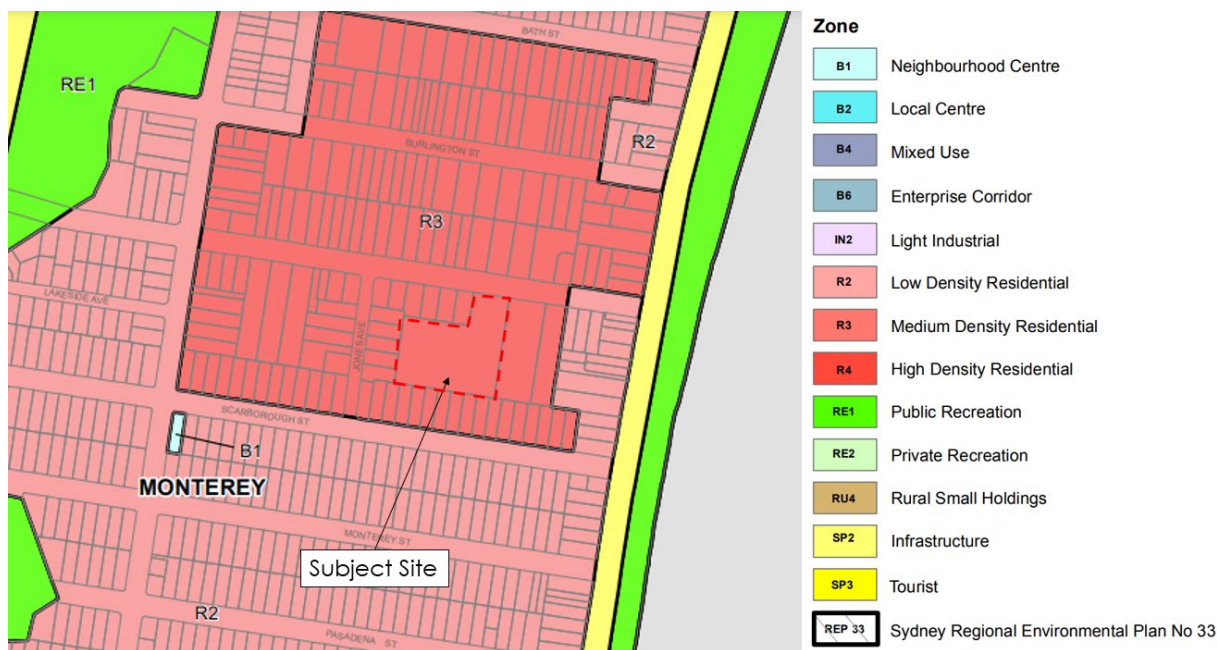 BATH ST
RE1
R2
BURLINGTON ST
R3
LAKESIDE AVE
JONES AVE
SCARBOROUGH ST
B1
MONTEREY
MONTEREY ST
Subject Site
R2
PASADENA ST
Zone
B1 Neighbourhood Centre
B2 Local Centre
B4 Mixed Use
B6 Enterprise Corridor
IN2 Light Industrial
R2 Low Density Residential
R3 Medium Density Residential
R4 High Density Residential
RE1 Public Recreation
RE2 Private Recreation
RU4 Rural Small Holdings
SP2 Infrastructure
SP3 Tourist
REP 33 Sydney Regional Environmental Plan No 33